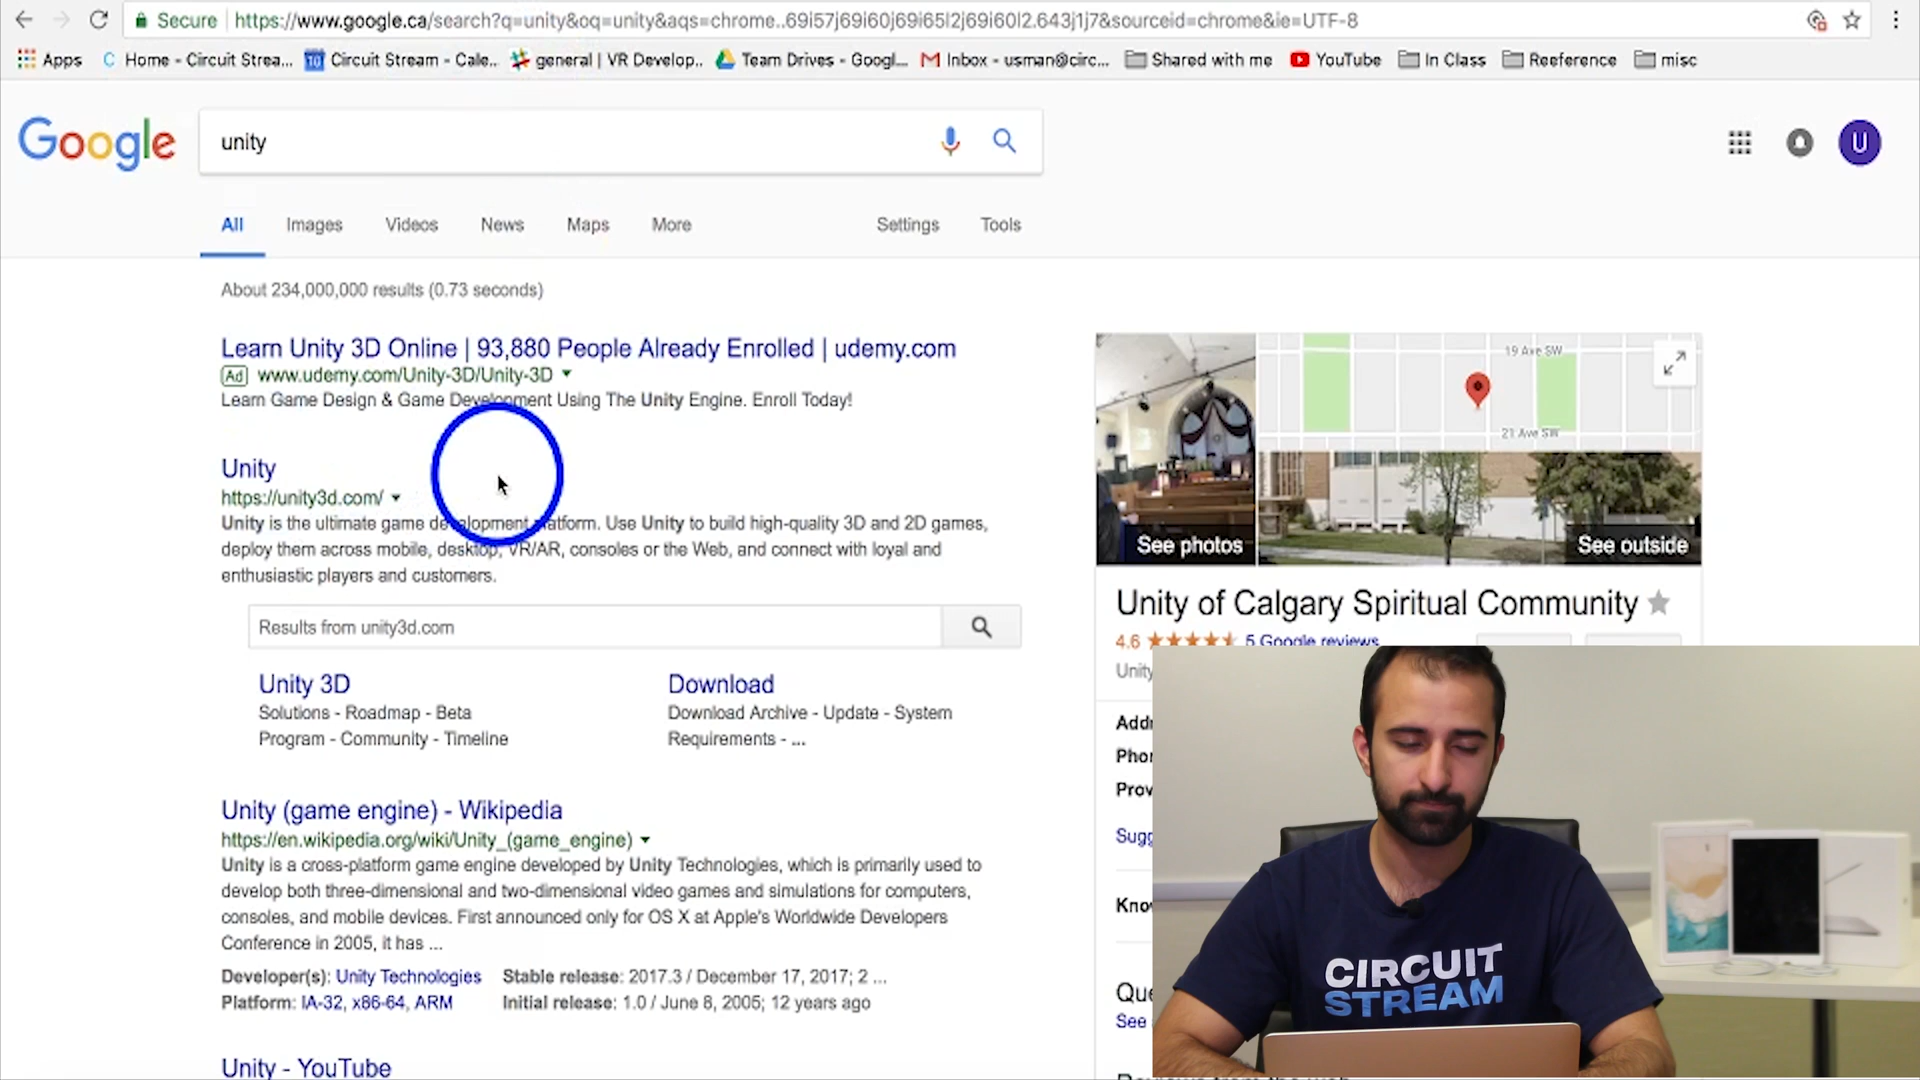 Secure https://www.google.ca/search?q=unity&oq=unity&aqs=chrome..69i57j69i60j69i65l2j69i60l2.643j1j7&sourceid=chrome&ie=UTF-8
Apps Home - Circuit Strea... Circuit Stream - Cale... general | VR Develop... Team Drives - Googl... Inbox - usman@circ... Shared with me YouTube In Class Reeference misc
Google unity U
All Images Videos News Maps More Settings Tools
About 234,000,000 results (0.73 seconds)
Learn Unity 3D Online | 93,880 People Already Enrolled | udemy.com
Ad www.udemy.com/Unity-3D/Unity-3D
Learn Game Design & Game Development Using The Unity Engine. Enroll Today!
Unity
https://unity3d.com/
Unity is the ultimate game development platform. Use Unity to build high-quality 3D and 2D games,
deploy them across mobile, desktop, VR/AR, consoles or the Web, and connect with loyal and
enthusiastic players and customers.
Results from unity3d.com
Unity 3D
Solutions - Roadmap - Beta
Program - Community - Timeline
Download
Download Archive - Update - System
Requirements - ...
Unity (game engine) - Wikipedia
https://en.wikipedia.org/wiki/Unity_(game_engine)
Unity is a cross-platform game engine developed by Unity Technologies, which is primarily used to
develop both three-dimensional and two-dimensional video games and simulations for computers,
consoles, and mobile devices. First announced only for OS X at Apple's Worldwide Developers
Conference in 2005, it has ...
Developer(s): Unity Technologies Stable release: 2017.3 / December 17, 2017; 2 ...
Platform: IA-32, x86-64, ARM Initial release: 1.0 / June 8, 2005; 12 years ago
Unity - YouTube
19 Ave SW
21 Ave SW
See photos See outside
Unity of Calgary Spiritual Community
4.6 5 Google reviews
Unity
CIRCUIT
STREAM
See